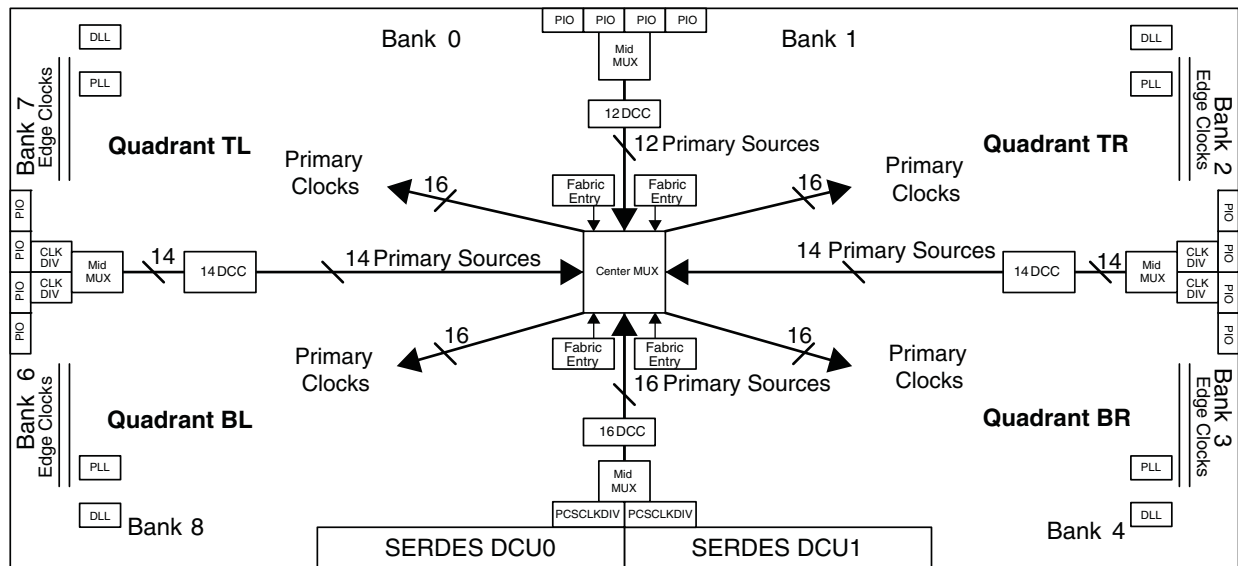 PIO PIO PIO PIO
Bank 0
Bank 1
DLL
DLL
Mid
MUX
PLL
PLL
Bank 7
Edge Clocks
Edge Clocks
Bank 2
12 DCC
Quadrant TL
12 Primary Sources
Quadrant TR
Primary
Clocks
16
Fabric
Entry
Fabric
Entry
16
Primary
Clocks
PIO
PIO
PIO
PIO
CLK
DIV
CLK
DIV
Mid
MUX
14
14 DCC
14 Primary Sources
Center MUX
14 Primary Sources
14 DCC
14
Mid
MUX
CLK
DIV
CLK
DIV
PIO
PIO
PIO
PIO
Primary
Clocks
16
Fabric
Entry
Fabric
Entry
16
Primary
Clocks
16 Primary Sources
Bank 6
Edge Clocks
Quadrant BL
Quadrant BR
Edge Clocks
Bank 3
16 DCC
PLL
Mid
MUX
PLL
DLL
Bank 8
PCSCLKDIV PCSCLKDIV
Bank 4
DLL
SERDES DCU0
SERDES DCU1